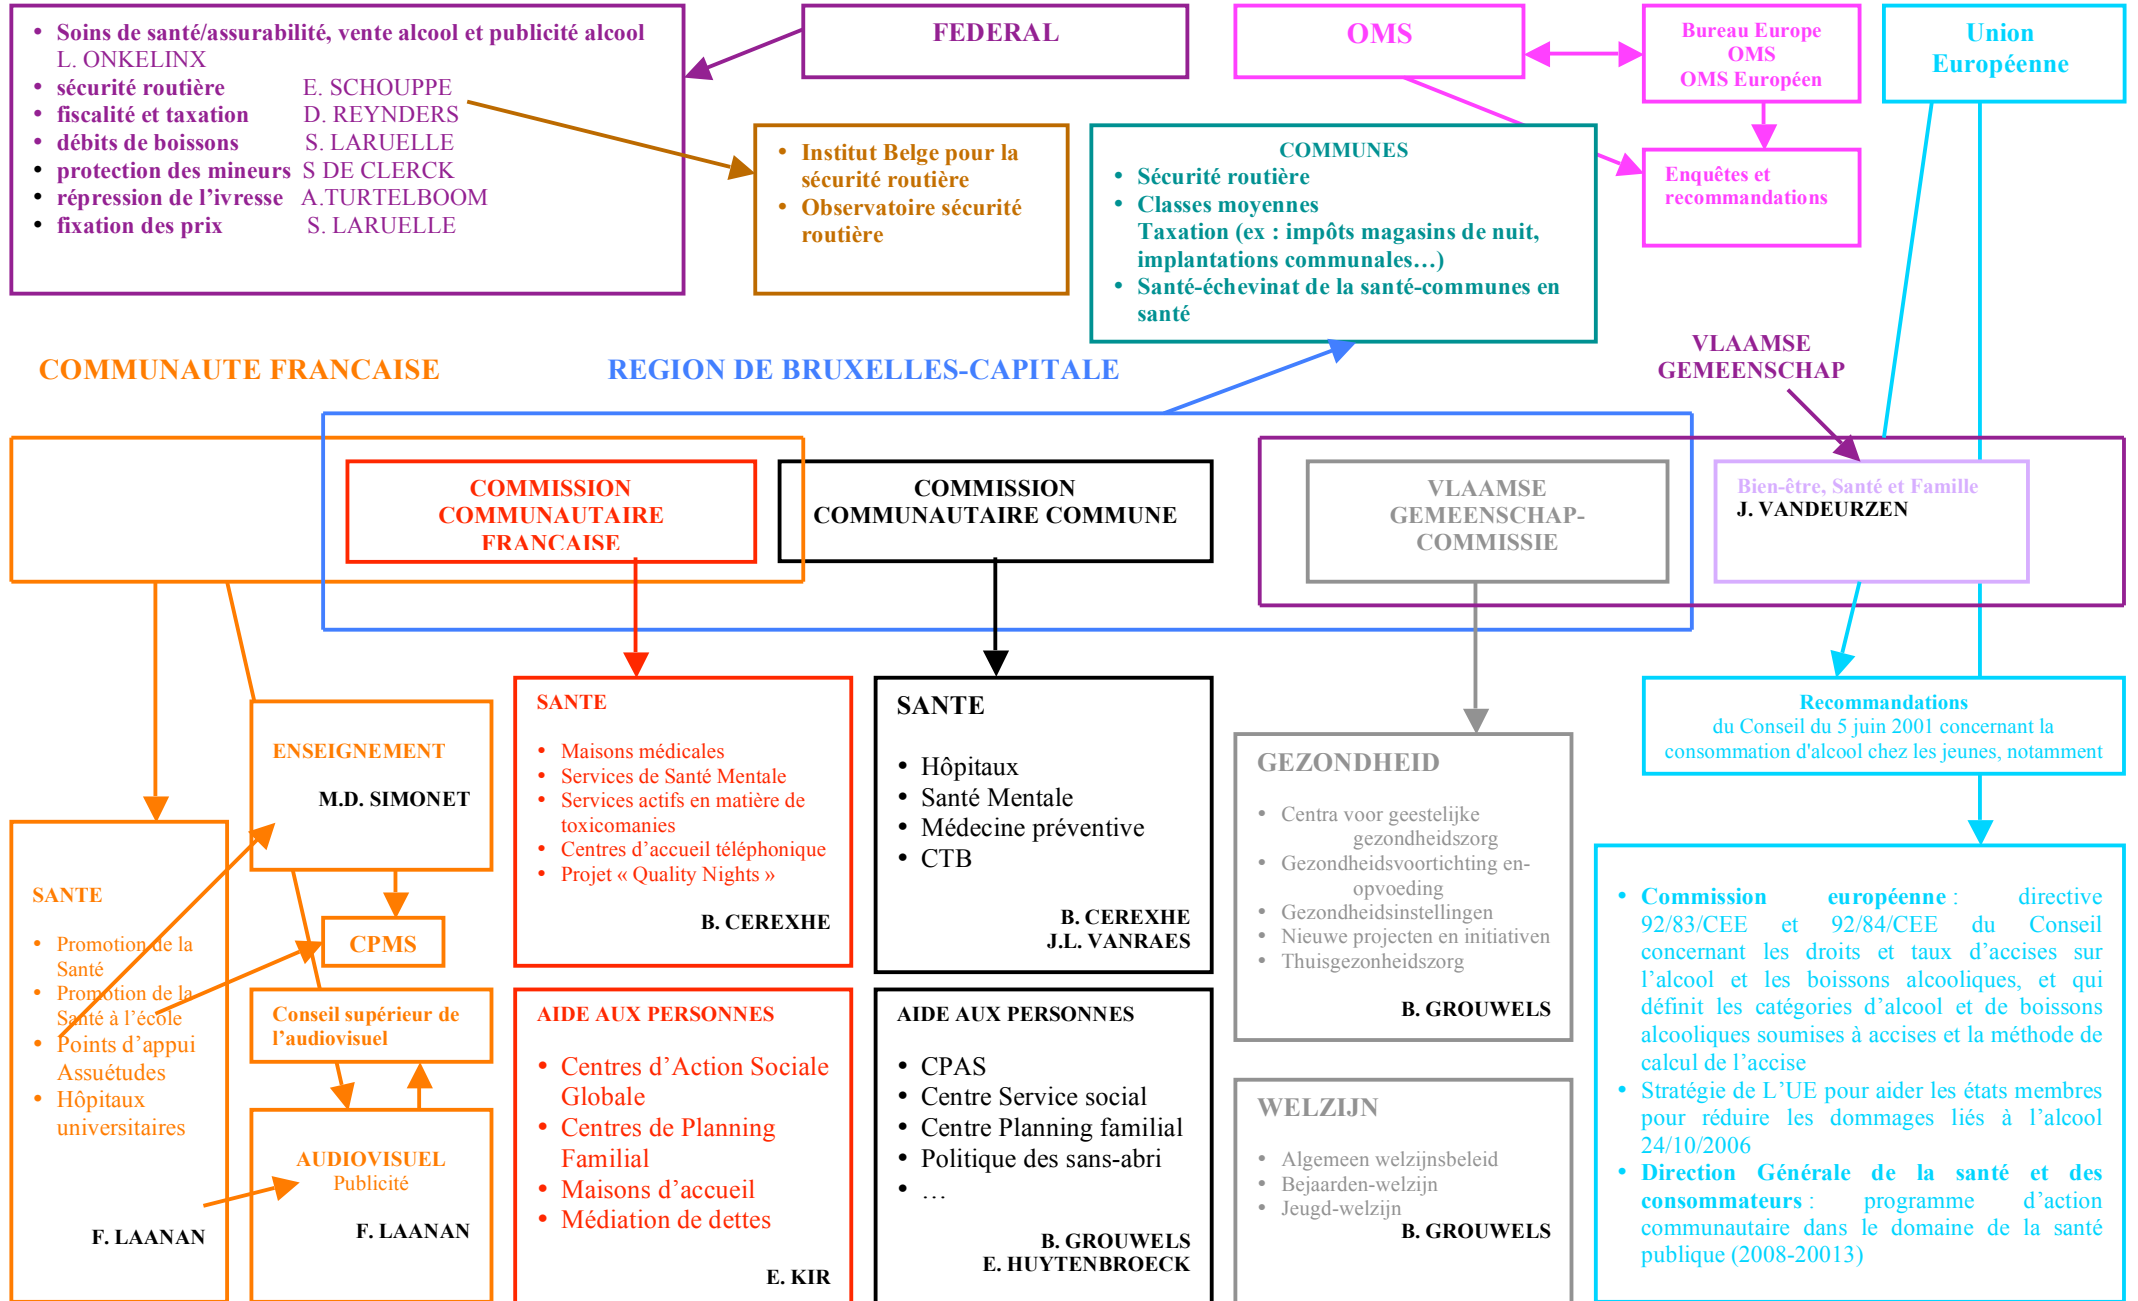 • Soins de santé/assurabilité, vente alcool et publicité alcool
L. ONKELINX
• sécurité routière E. SCHOUPPE
• fiscalité et taxation D. REYNDERS
• débits de boissons S. LARUELLE
• protection des mineurs S DE CLERCK
• répression de l'ivresse A.TURTELBOOM
• fixation des prix S. LARUELLE
FEDERAL
OMS
Bureau Europe
OMS
OMS Européen
Union
Européenne
• Institut Belge pour la
sécurité routière
• Observatoire sécurité
routière
COMMUNES
• Sécurité routière
• Classes moyennes
Taxation (ex : impôts magasins de nuit,
implantations communales…)
• Santé-échevinat de la santé-communes en
santé
Enquêtes et
recommandations
COMMUNAUTE FRANCAISE
REGION DE BRUXELLES-CAPITALE
VLAAMSE
GEMEENSCHAP
COMMISSION
COMMUNAUTAIRE
FRANCAISE
COMMISSION
COMMUNAUTAIRE COMMUNE
VLAAMSE
GEMEENSCHAP-
COMMISSIE
Bien-être, Santé et Famille
J. VANDEURZEN
SANTE
• Promotion de la
Santé
• Promotion de la
Santé à l'école
• Points d'appui
Assuétudes
• Hôpitaux
universitaires
F. LAANAN
ENSEIGNEMENT
M.D. SIMONET
CPMS
Conseil supérieur de
l'audiovisuel
AUDIOVISUEL
Publicité
F. LAANAN
SANTE
• Maisons médicales
• Services de Santé Mentale
• Services actifs en matière de
toxicomanies
• Centres d'accueil téléphonique
• Projet « Quality Nights »
B. CEREXHE
AIDE AUX PERSONNES
• Centres d'Action Sociale
Globale
• Centres de Planning
Familial
• Maisons d'accueil
• Médiation de dettes
E. KIR
SANTE
• Hôpitaux
• Santé Mentale
• Médecine préventive
• CTB
B. CEREXHE
J.L. VANRAES
AIDE AUX PERSONNES
• CPAS
• Centre Service social
• Centre Planning familial
• Politique des sans-abri
• …
B. GROUWELS
E. HUYTENBROECK
GEZONDHEID
• Centra voor geestelijke
gezondheidszorg
• Gezondheidsvoortichting en-
opvoeding
• Gezondheidsinstellingen
• Nieuwe projecten en initiativen
• Thuisgezonheidszorg
B. GROUWELS
WELZIJN
• Algemeen welzijnsbeleid
• Bejaarden-welzijn
• Jeugd-welzijn
B. GROUWELS
Recommandations
du Conseil du 5 juin 2001 concernant la
consommation d'alcool chez les jeunes, notamment
• Commission européenne : directive
92/83/CEE et 92/84/CEE du Conseil
concernant les droits et taux d'accises sur
l'alcool et les boissons alcooliques, et qui
définit les catégories d'alcool et de boissons
alcooliques soumises à accises et la méthode de
calcul de l'accise
• Stratégie de L'UE pour aider les états membres
pour réduire les dommages liés à l'alcool
24/10/2006
• Direction Générale de la santé et des
consommateurs : programme d'action
communautaire dans le domaine de la santé
publique (2008-20013)